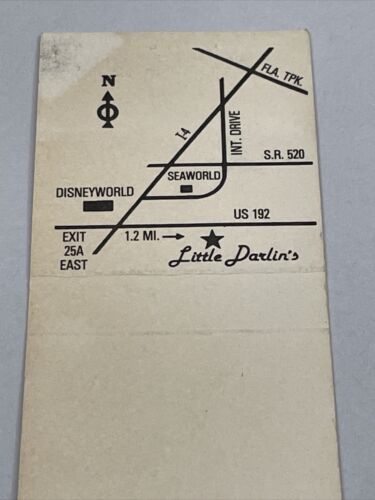 FLA. TPK.
N
I-4
INT. DRIVE
S.R. 520
SEAWORLD
DISNEYWORLD
US 192
EXIT 25A EAST
1.2 MI.
Little Darlin's